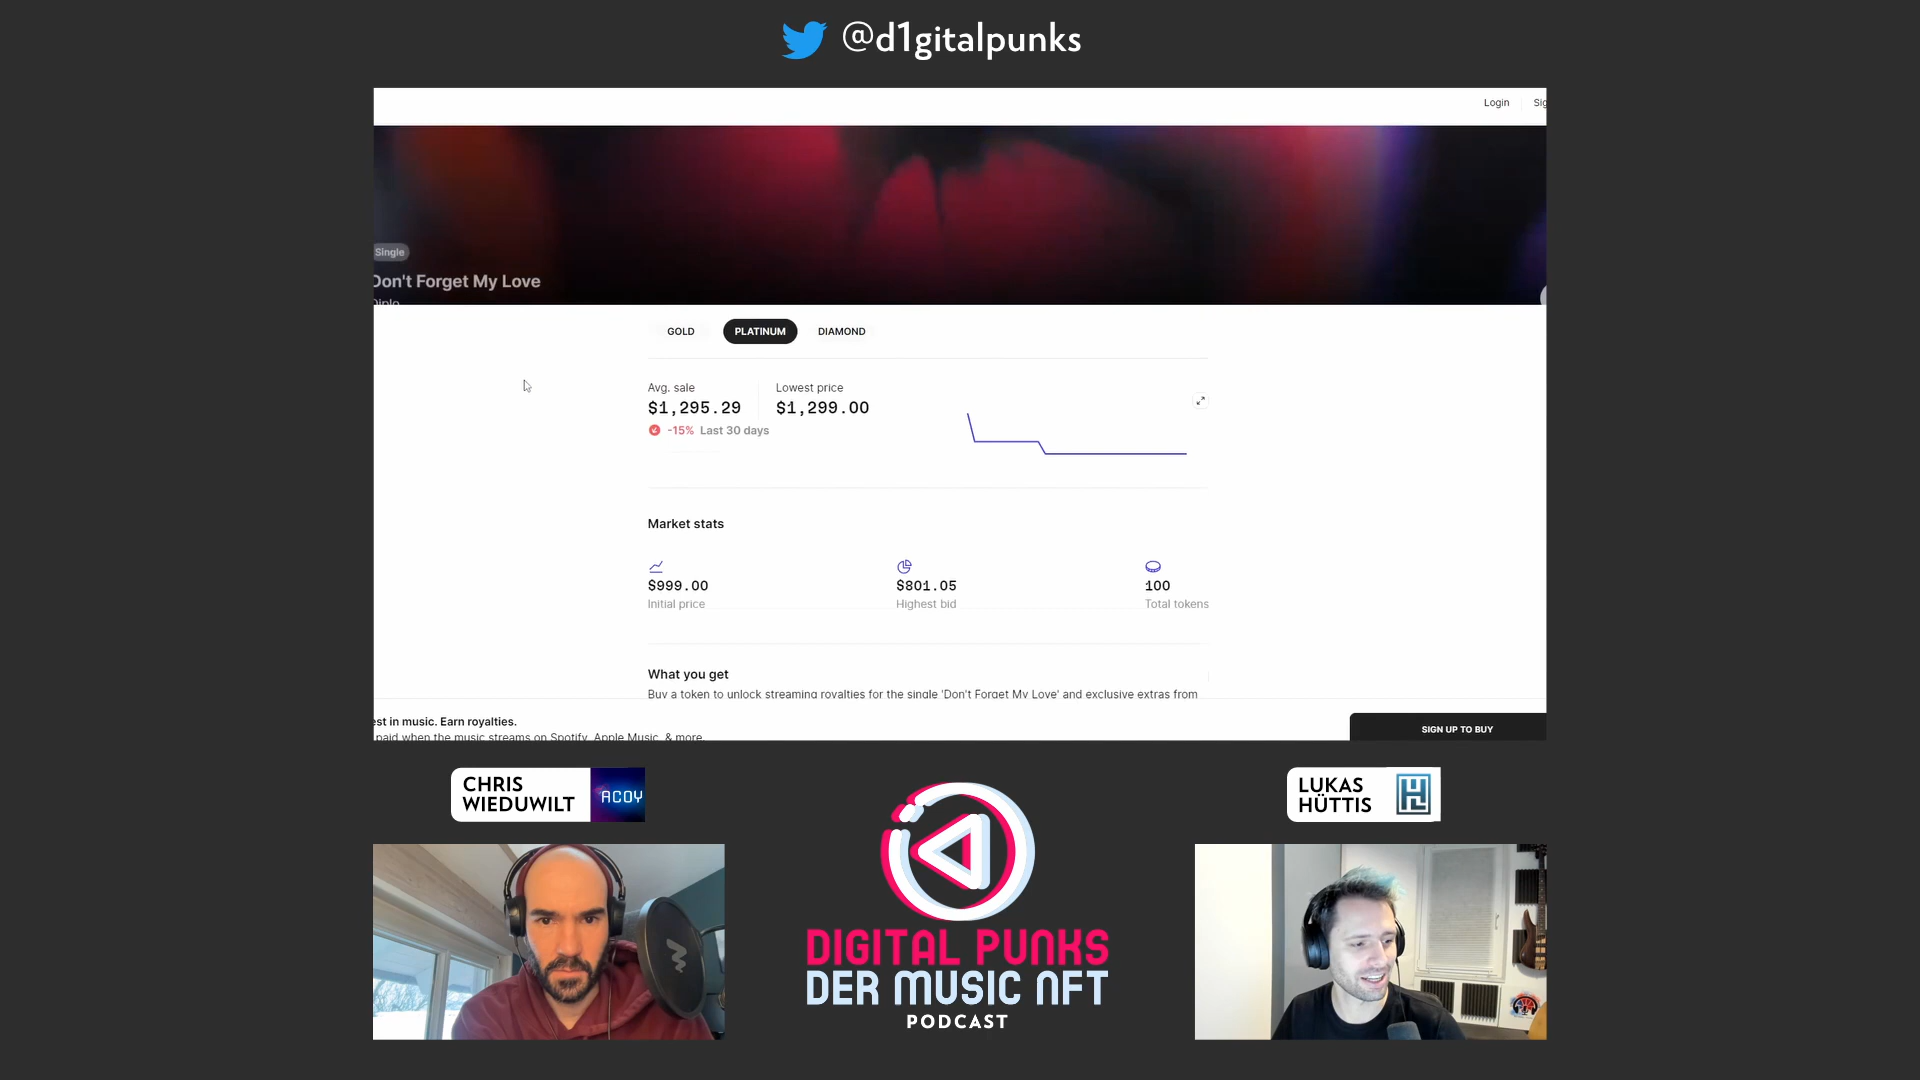 @d1gitalpunks
Login
Single
Don't Forget My Love
Diplo
GOLD PLATINUM DIAMOND
Avg. sale Lowest price
$1,295.29 $1,299.00
-15% Last 30 days
Market stats
$999.00 $801.05 100
Initial price Highest bid Total tokens
What you get
Buy a token to unlock streaming royalties for the single 'Don't Forget My Love' and exclusive extras from
est in music. Earn royalties.
paid when the music streams on Spotify, Apple Music, & more.
SIGN UP TO BUY
CHRIS
WIEDUWILT
ACOY
LUKAS
HÜTTIS
DIGITAL PUNKS
DER MUSIC NFT
PODCAST